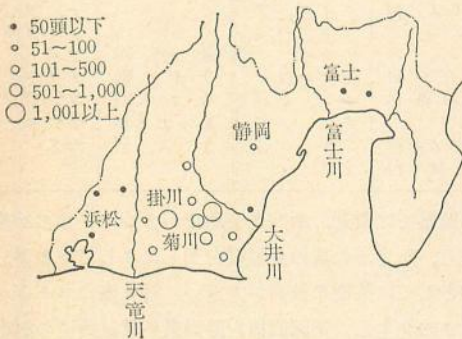 50頭以下
51～100
101～500
501～1,000
1,001以上
富士
静岡
富士川
掛川
浜松
菊川
大井川
天竜川